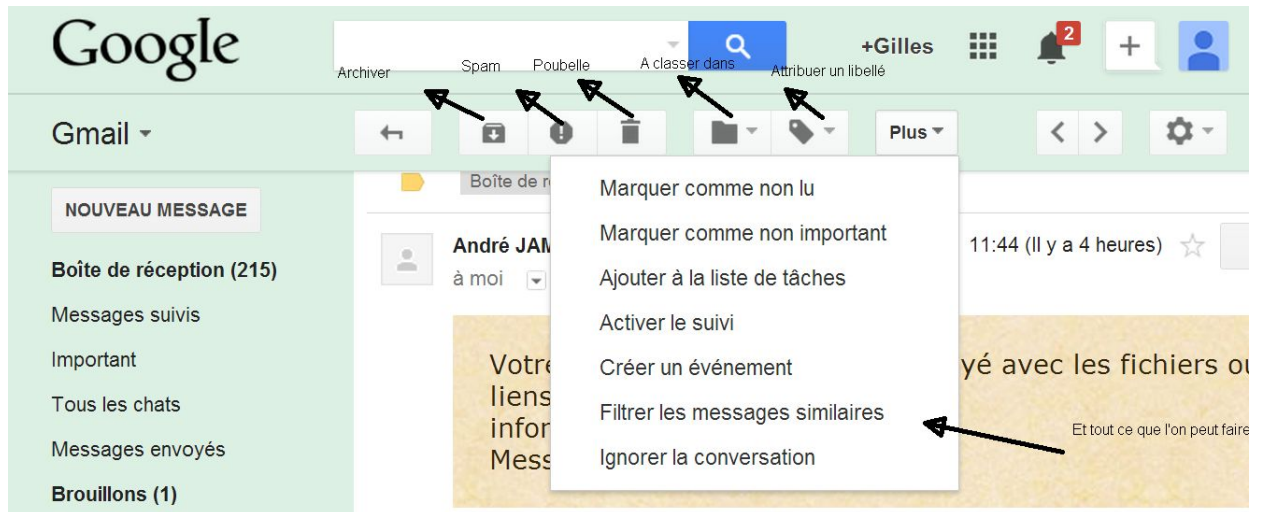 Google
+Gilles
2
+
Archiver
Spam
Poubelle
A classer dans
Attribuer un libellé
Gmail
Plus
Boîte de r
NOUVEAU MESSAGE
Marquer comme non lu
Marquer comme non important
Ajouter à la liste de tâches
Activer le suivi
Créer un événement
Filtrer les messages similaires
Ignorer la conversation
André JAM
11:44 (Il y a 4 heures)
à moi
Boîte de réception (215)
Messages suivis
Important
Tous les chats
Messages envoyés
Brouillons (1)
Votre yé avec les fichiers ou
liens
infor
Mess
Et tout ce que l'on peut faire